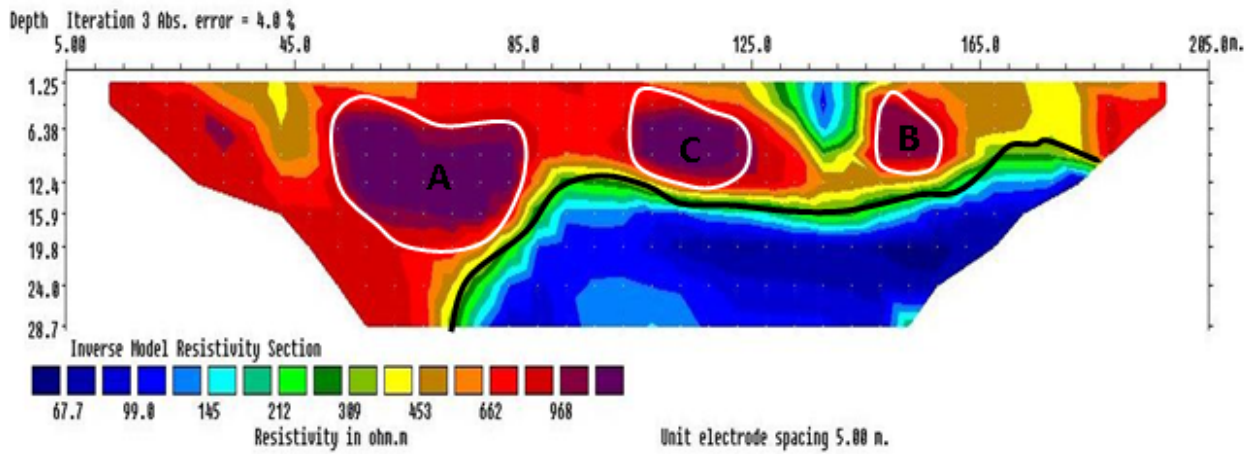 Depth Iteration 3 Abs. error = 4.0 %
5.00 45.0 85.0 125.0 165.0 205.0m.
1.25
6.38
12.4
15.9
19.8
24.0
28.7
A
C
B
Inverse Model Resistivity Section
67.7 99.0 145 212 309 453 662 968
Resistivity in ohm.m
Unit electrode spacing 5.00 m.